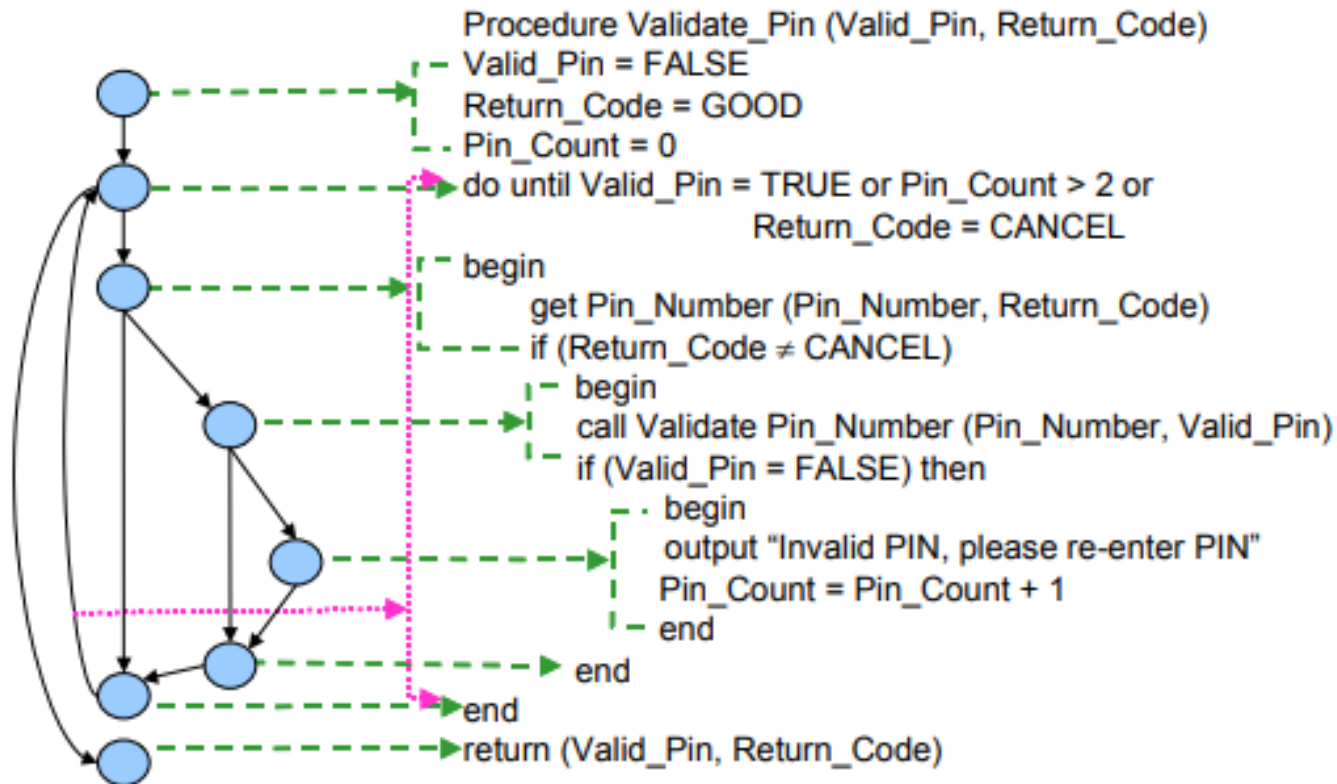 Procedure Validate_Pin (Valid_Pin, Return_Code)
Valid_Pin = FALSE
Return_Code = GOOD
Pin_Count = 0
do until Valid_Pin = TRUE or Pin_Count > 2 or
Return_Code = CANCEL
begin
get Pin_Number (Pin_Number, Return_Code)
if (Return_Code ≠ CANCEL)
begin
call Validate Pin_Number (Pin_Number, Valid_Pin)
if (Valid_Pin = FALSE) then
begin
output “Invalid PIN, please re-enter PIN”
Pin_Count = Pin_Count + 1
end
end
end
return (Valid_Pin, Return_Code)